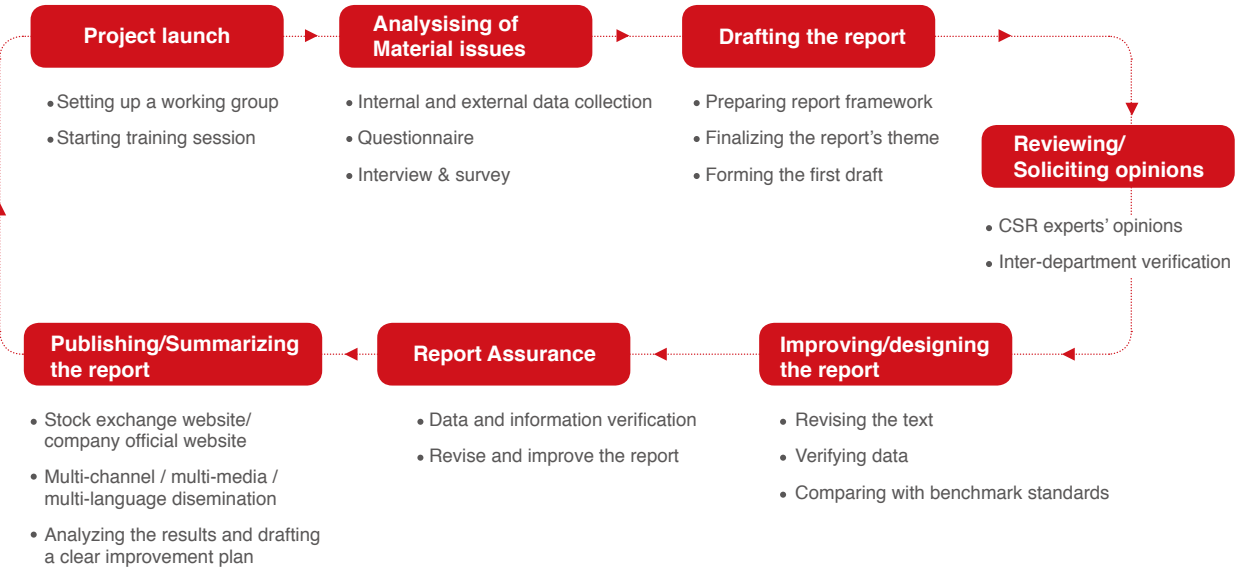 Project launch
• Setting up a working group
• Starting training session
Analysising of
Material issues
• Internal and external data collection
• Questionnaire
• Interview & survey
Drafting the report
• Preparing report framework
• Finalizing the report's theme
• Forming the first draft
Reviewing/
Soliciting opinions
• CSR experts' opinions
• Inter-department verification
Improving/designing
the report
• Revising the text
• Verifying data
• Comparing with benchmark standards
Report Assurance
• Data and information verification
• Revise and improve the report
Publishing/Summarizing
the report
• Stock exchange website/
company official website
• Multi-channel / multi-media /
multi-language disemination
• Analyzing the results and drafting
a clear improvement plan